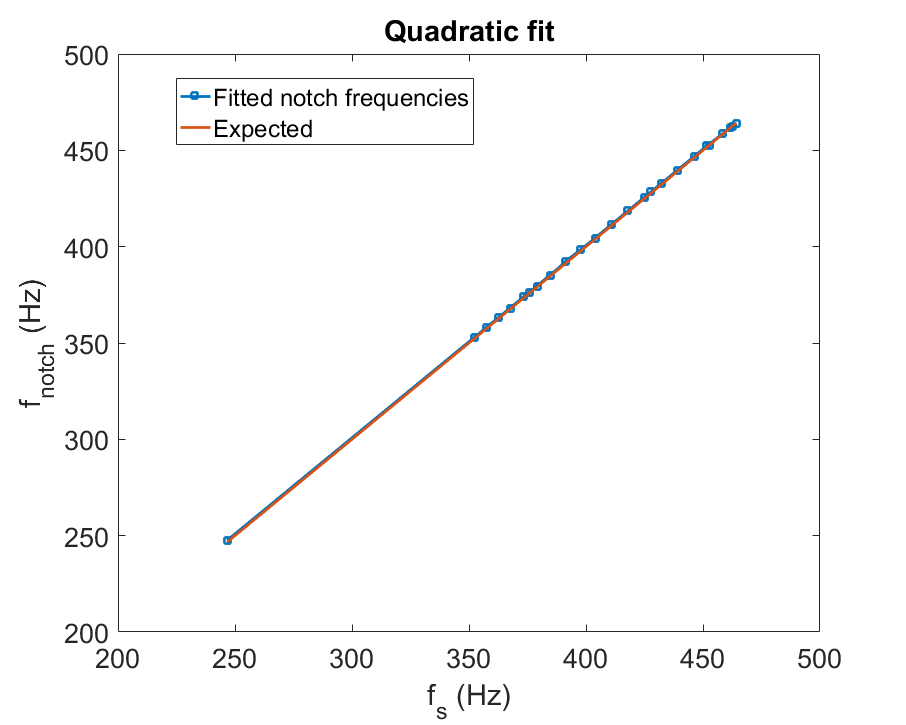 Quadratic fit
500
450
400
350
300
250
200
f_notch (Hz)
Fitted notch frequencies
Expected
200 250 300 350 400 450 500
f_s (Hz)